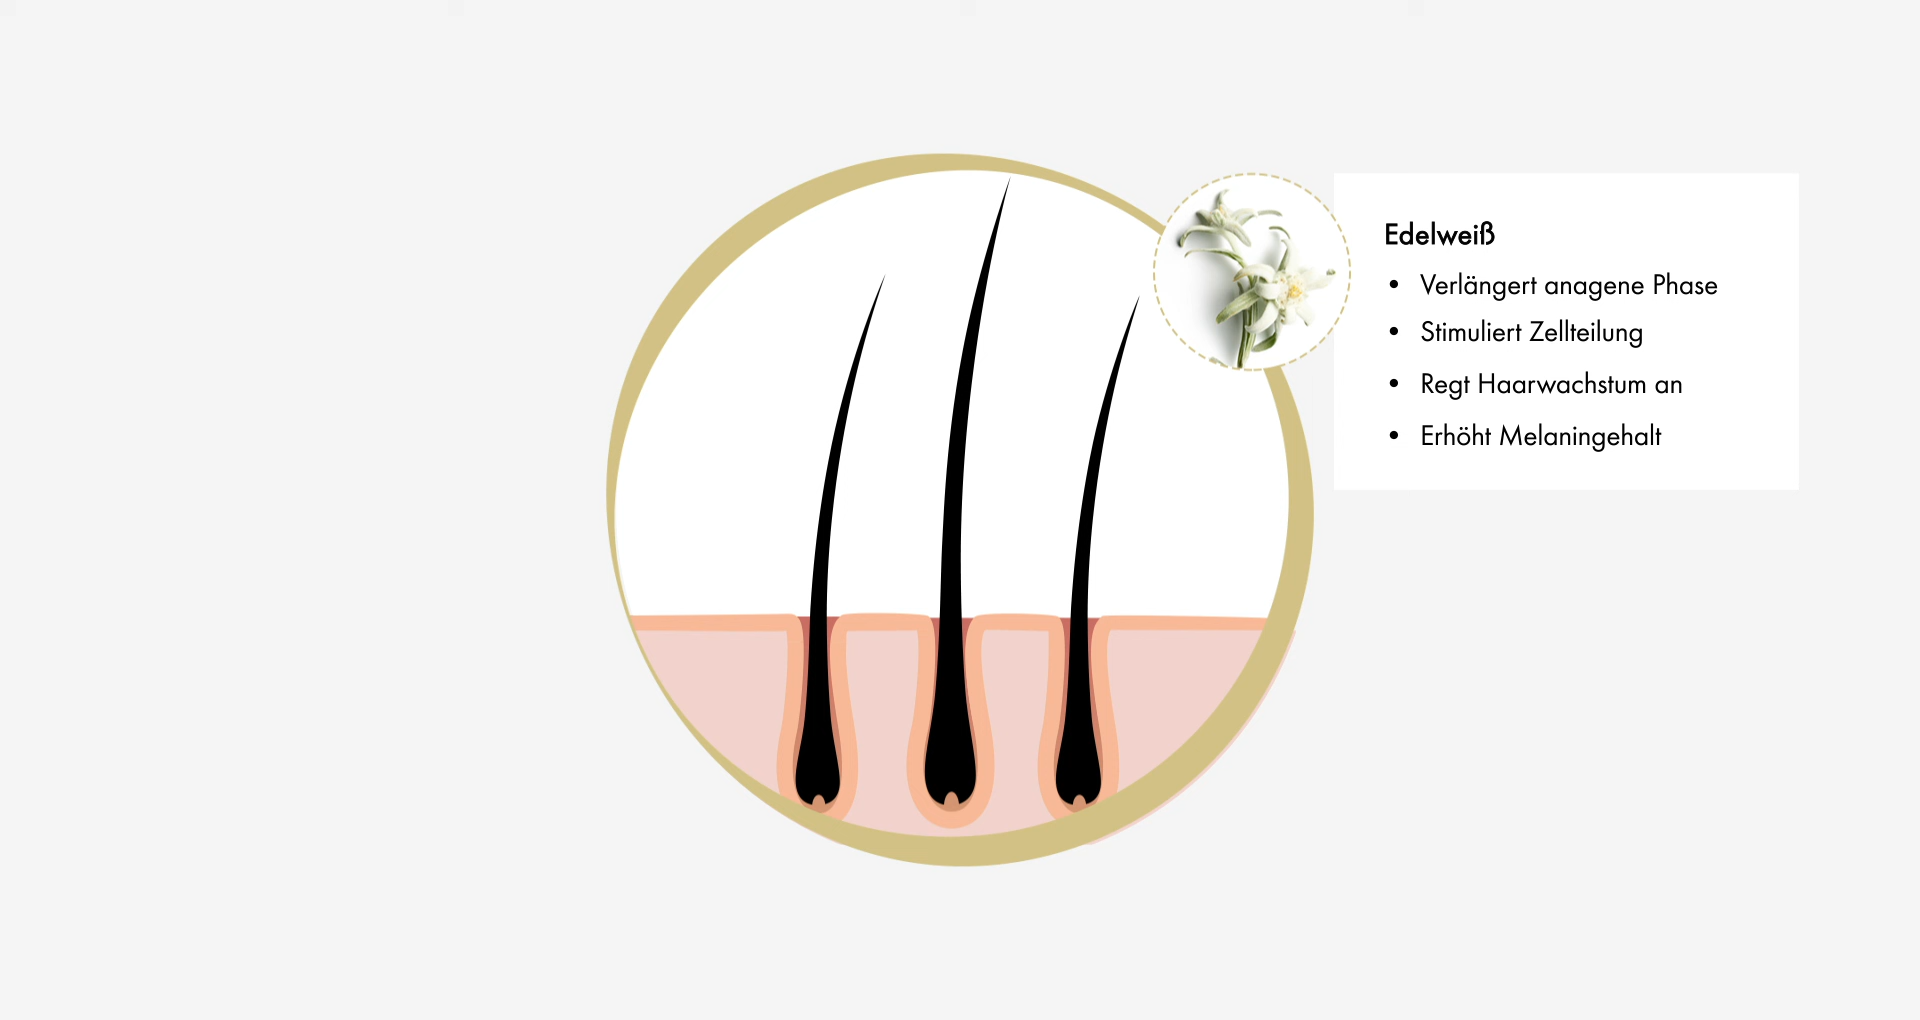 Edelweiß
• Verlängert anagene Phase
• Stimuliert Zellteilung
• Regt Haarwachstum an
• Erhöht Melaningehalt